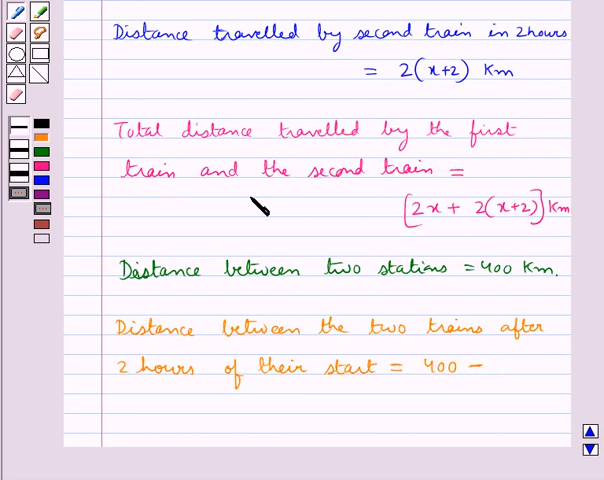 Distance travelled by second train in 2 hours
= 2(x+2) Km
Total distance travelled by the first
train and the second train =
[2x + 2(x+2)] Km
Distance between two stations = 400 Km.
Distance between the two trains after
2 hours of their start = 400 −